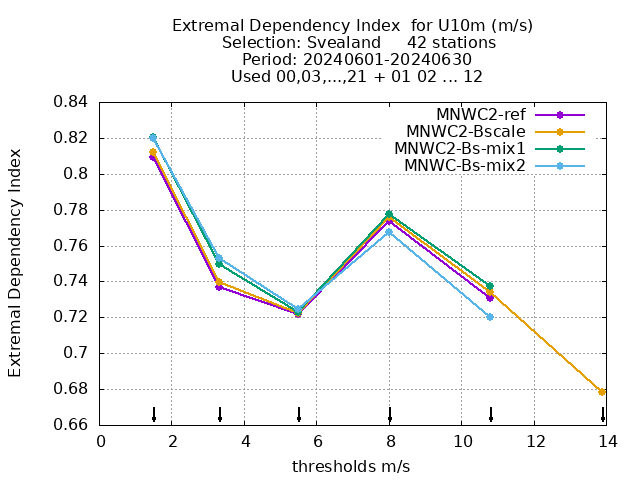 Extremal Dependency Index  for U10m (m/s)
Selection: Svealand     42 stations
Period: 20240601-20240630
Used 00,03,...,21 + 01 02 ... 12
MNWC2-ref
MNWC2-Bscale
MNWC2-Bs-mix1
MNWC-Bs-mix2
Extremal Dependency Index
0.84
0.82
0.8
0.78
0.76
0.74
0.72
0.7
0.68
0.66
0 2 4 6 8 10 12 14
thresholds m/s